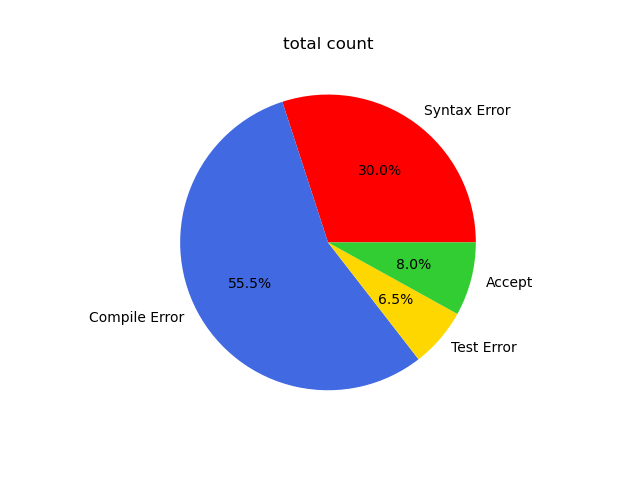 total count
Syntax Error
30.0%
55.5%
8.0%
Accept
6.5%
Compile Error
Test Error